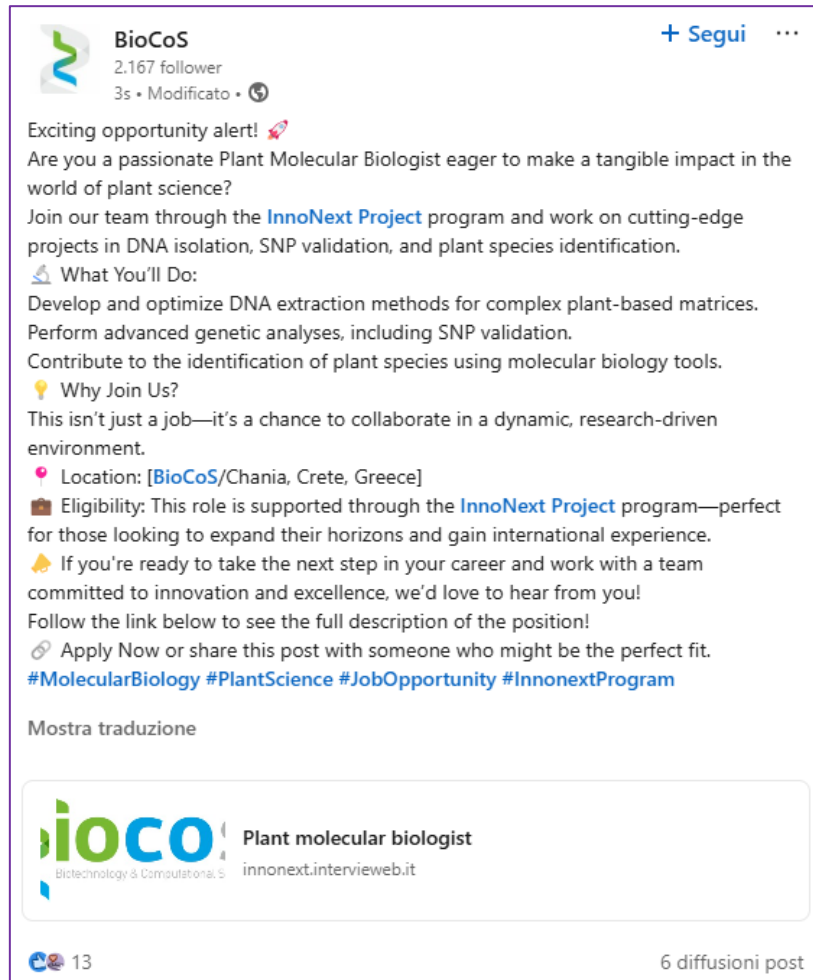 BioCoS
+ Segui ...
2.167 follower
3s • Modificato •
Exciting opportunity alert! 🚀
Are you a passionate Plant Molecular Biologist eager to make a tangible impact in the
world of plant science?
Join our team through the InnoNext Project program and work on cutting-edge
projects in DNA isolation, SNP validation, and plant species identification.
🔬 What You'll Do:
Develop and optimize DNA extraction methods for complex plant-based matrices.
Perform advanced genetic analyses, including SNP validation.
Contribute to the identification of plant species using molecular biology tools.
💡 Why Join Us?
This isn't just a job—it's a chance to collaborate in a dynamic, research-driven
environment.
📍 Location: [BioCoS/Chania, Crete, Greece]
💼 Eligibility: This role is supported through the InnoNext Project program—perfect
for those looking to expand their horizons and gain international experience.
📣 If you're ready to take the next step in your career and work with a team
committed to innovation and excellence, we'd love to hear from you!
Follow the link below to see the full description of the position!
🔗 Apply Now or share this post with someone who might be the perfect fit.
#MolecularBiology #PlantScience #JobOpportunity #InnonextProgram
Mostra traduzione
ioco
Biotechnology & Computational S
Plant molecular biologist
innonext.intervieweb.it
13
6 diffusioni post